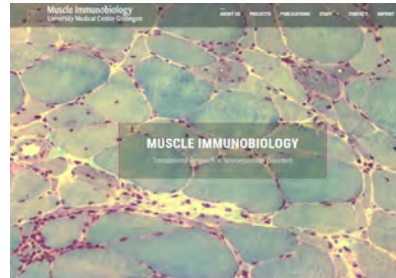 Muscle Immunobiology
University Medical Center Göttingen
ABOUT US PROJECTS PUBLICATIONS STAFF CONTACT IMPRINT
MUSCLE IMMUNOBIOLOGY
Translational Research in Neuromuscular Disorders